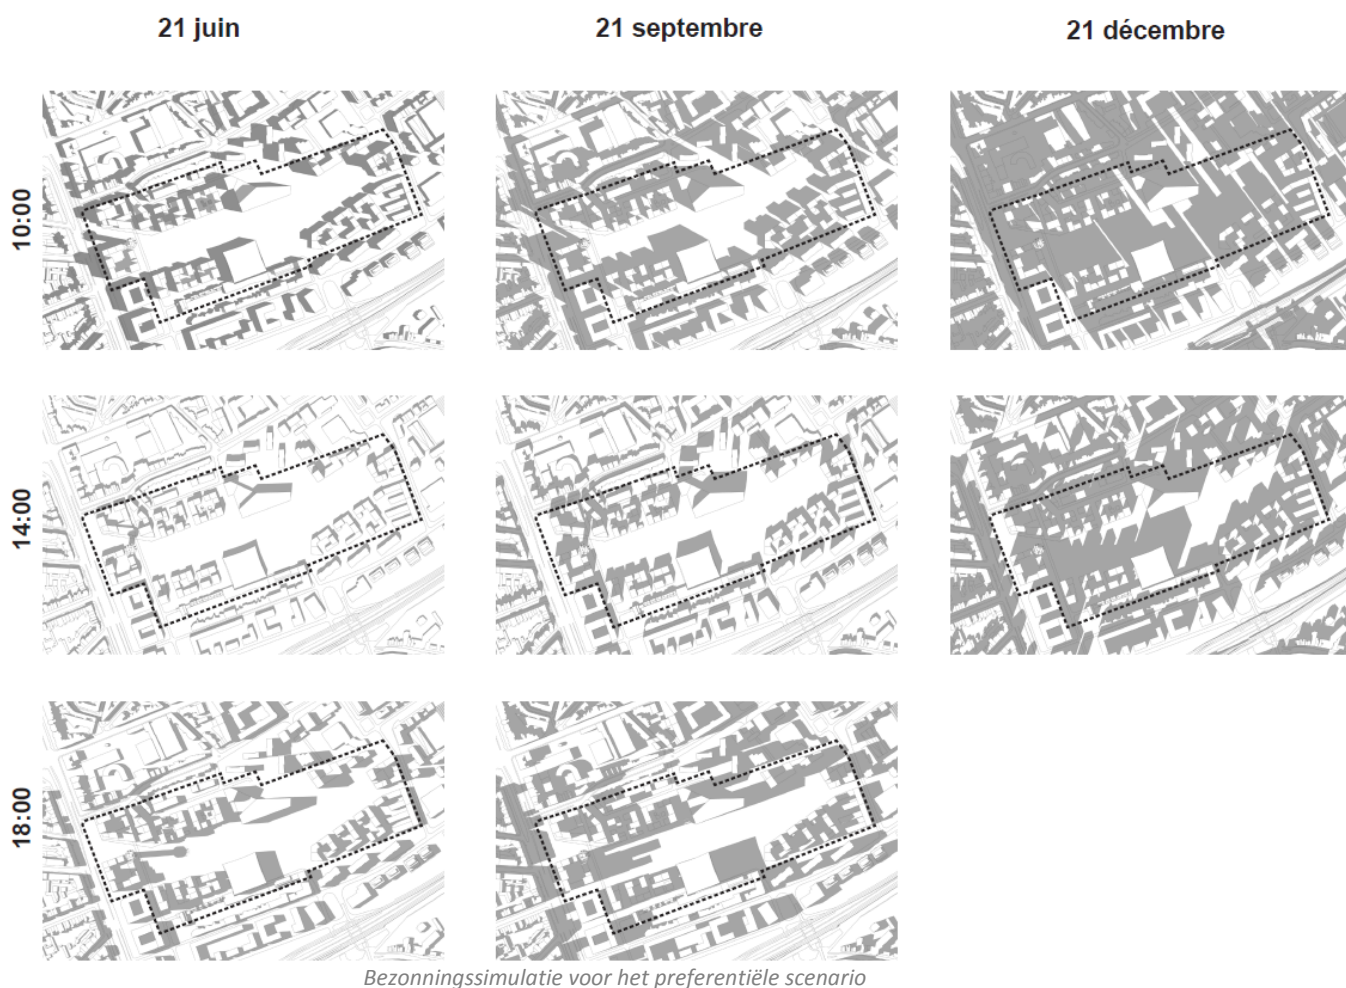 21 juin
21 septembre
21 décembre
10:00
14:00
18:00
Bezonningssimulatie voor het preferentiële scenario